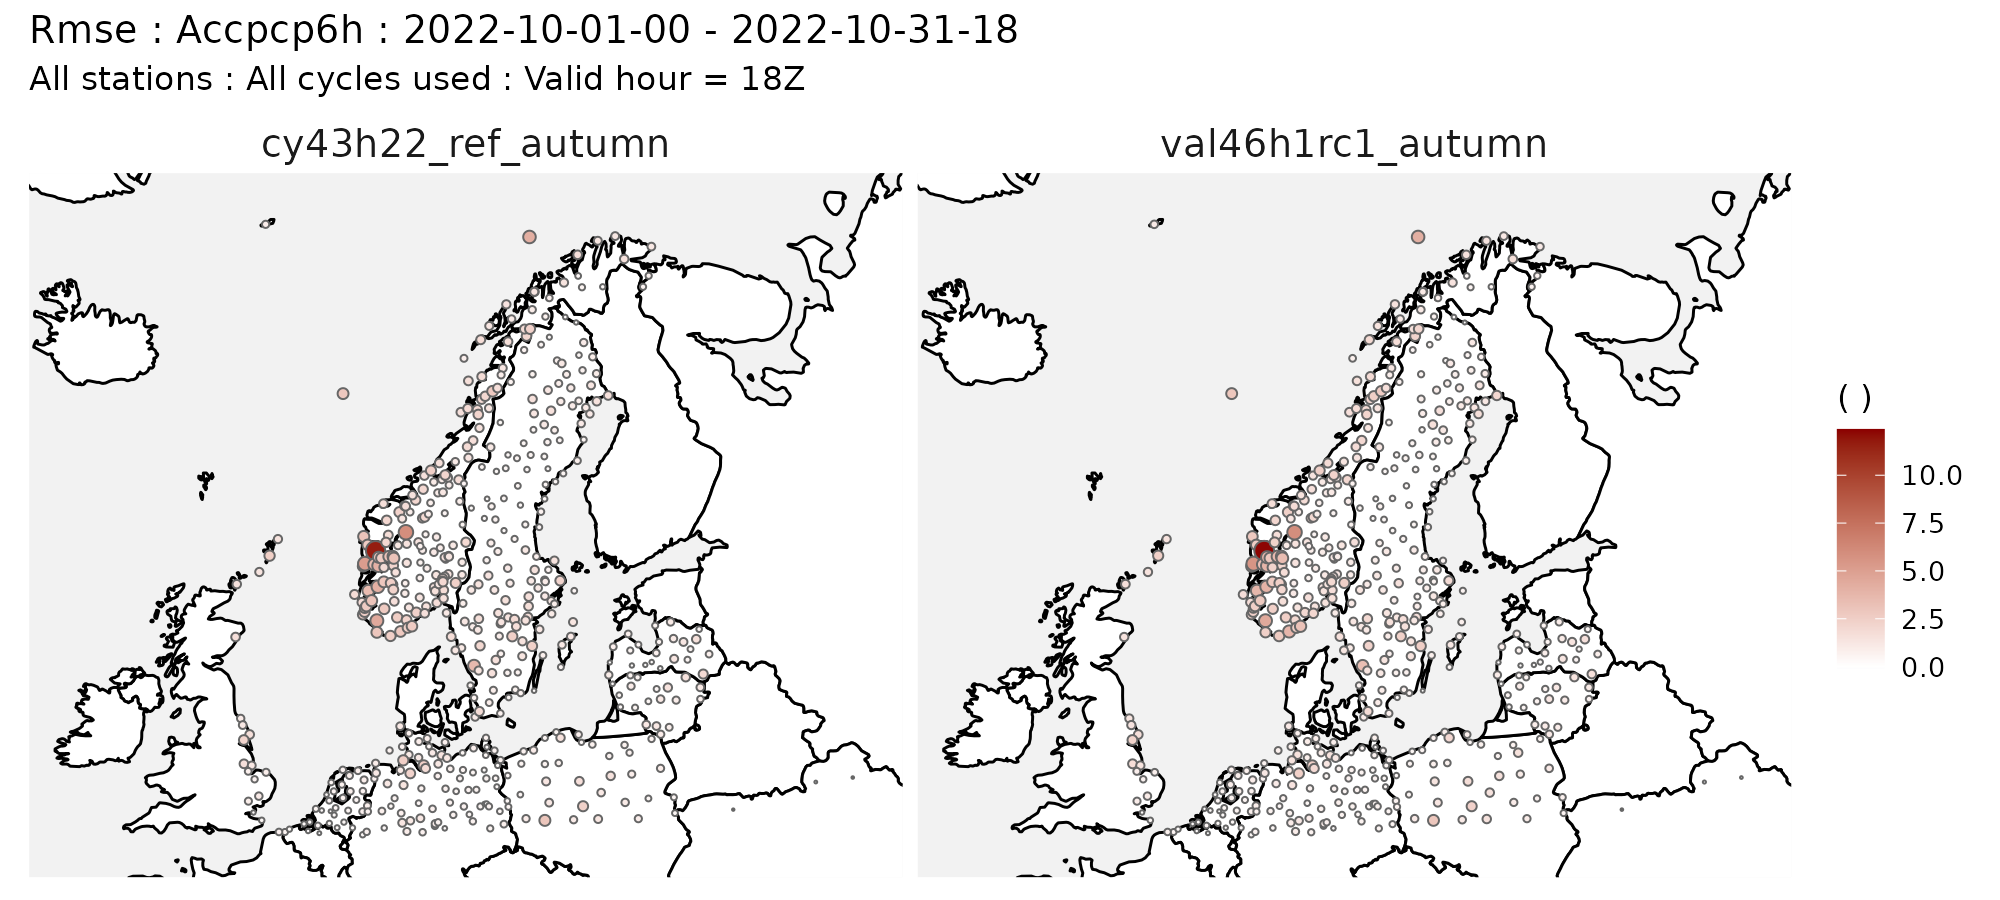 Rmse : Accpcp6h : 2022-10-01-00 - 2022-10-31-18
All stations : All cycles used : Valid hour = 18Z
cy43h22_ref_autumn
val46h1rc1_autumn
( )
10.0
7.5
5.0
2.5
0.0